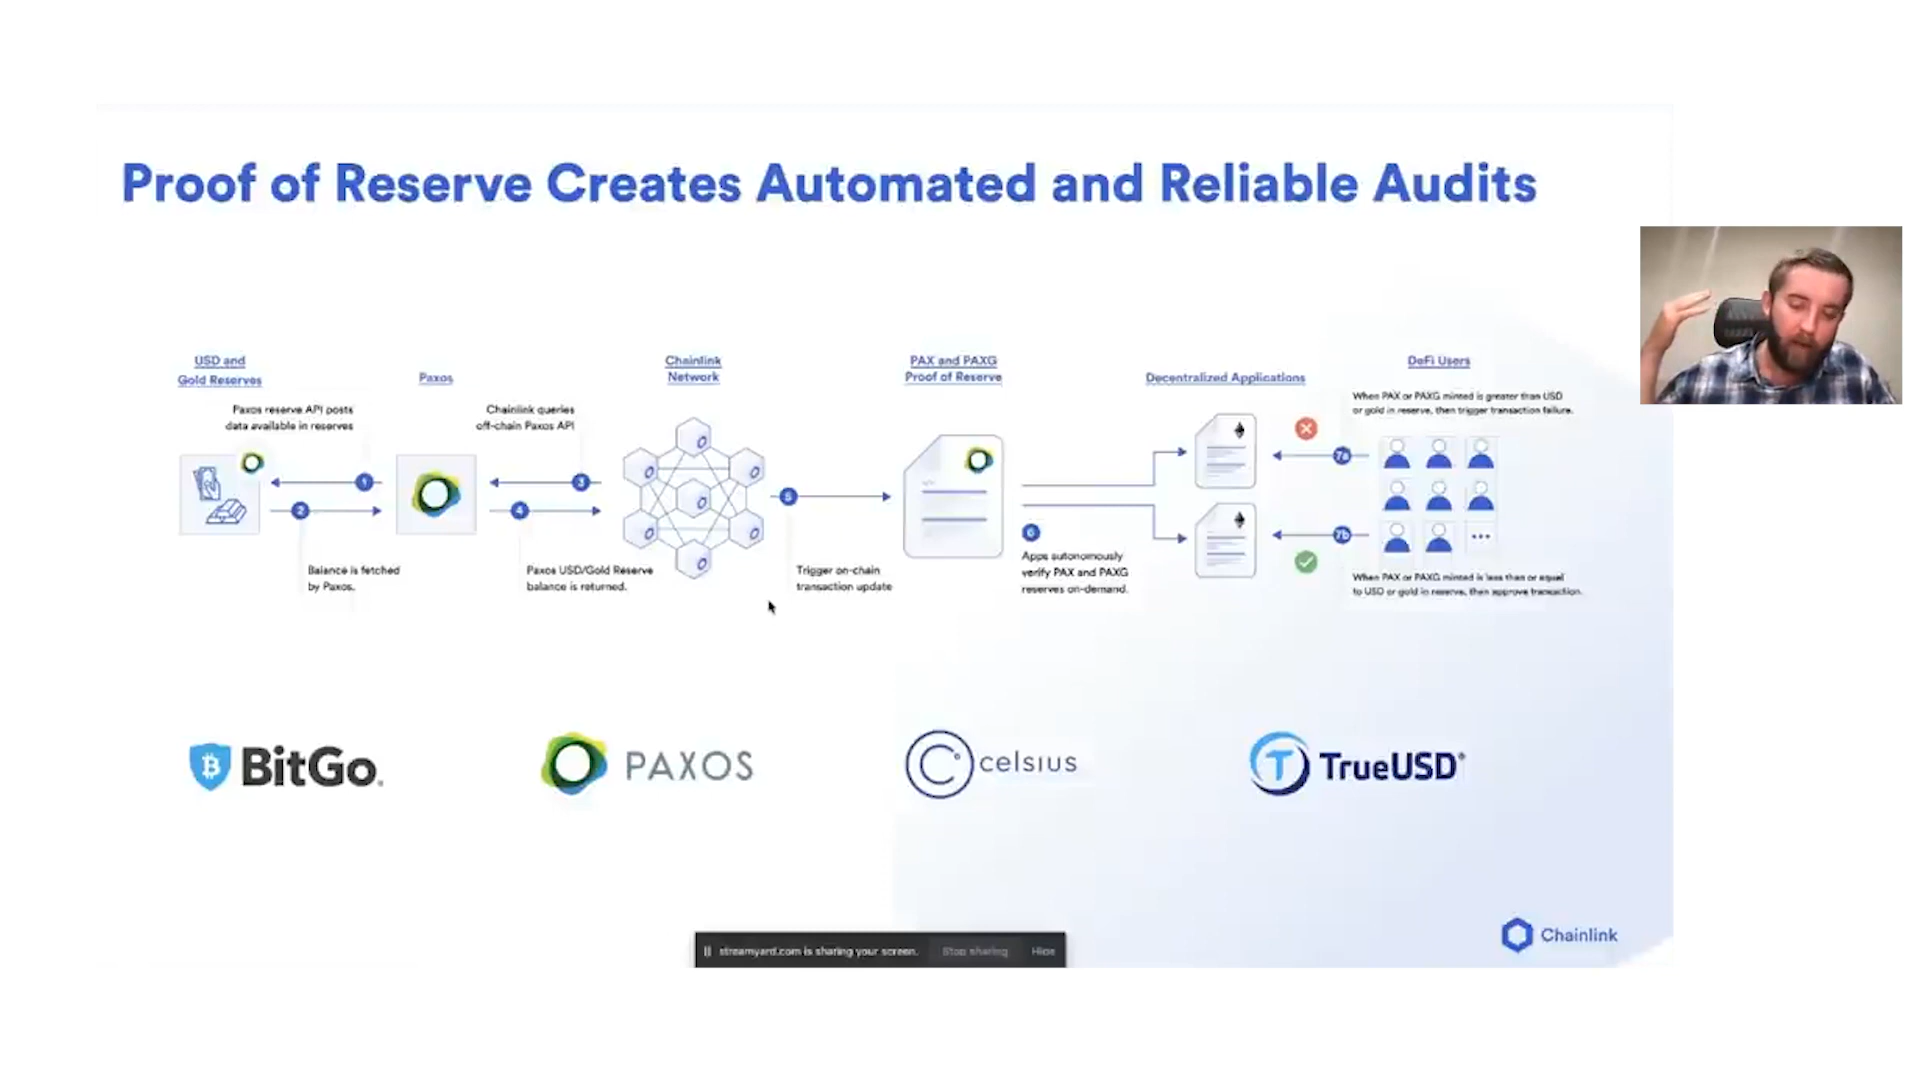 Proof of Reserve Creates Automated and Reliable Audits
USD and
Gold Reserves
Paxos
Chainlink
Network
PAX and PAXG
Proof of Reserve
Decentralized Applications
DeFi Users
Paxos reserve API posts
data available in reserves
Chainlink queries
off-chain Paxos API
When PAX or PAXG minted is greater than USD
or gold in reserve, then trigger transaction failure.
1
2
3
4
5
6
7a
7b
Balance is fetched
by Paxos.
Paxos USD/Gold Reserve
balance is returned.
Trigger on-chain
transaction update
Apps autonomously
verify PAX and PAXG
reserves on-demand.
When PAX or PAXG minted is less than or equal
to USD or gold in reserve, then approve transaction.
BitGo.
PAXOS
celsius
TrueUSD
Chainlink
streamyard.com is sharing your screen.
Stop sharing
Hide